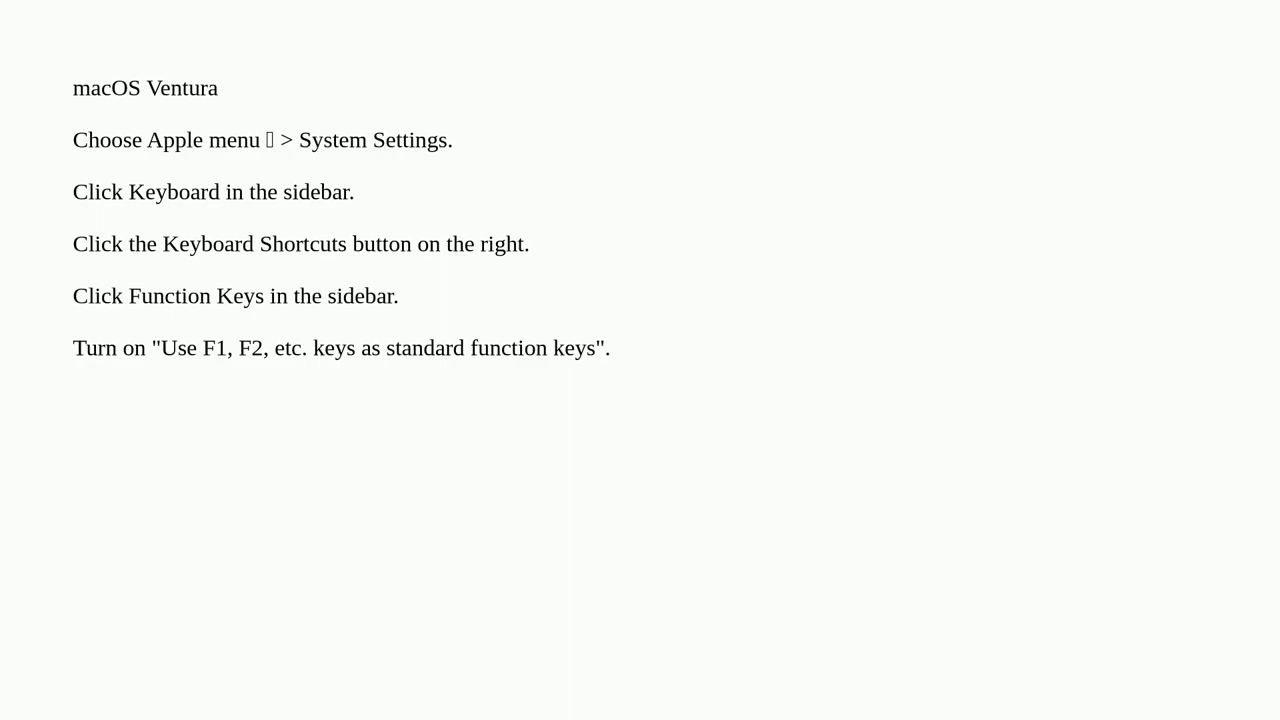 macOS Ventura
Choose Apple menu  > System Settings.
Click Keyboard in the sidebar.
Click the Keyboard Shortcuts button on the right.
Click Function Keys in the sidebar.
Turn on "Use F1, F2, etc. keys as standard function keys".